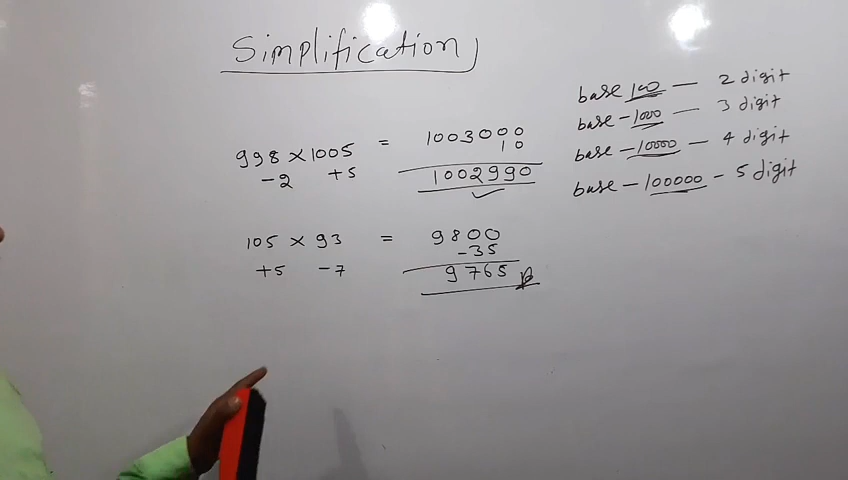 Simplification
base 100 — 2 digit
base - 1000 — 3 digit
base - 10000 - 4 digit
base - 100000 - 5 digit
998 × 1005 = 1003000
-2 +5 10
1002990
105 × 93 = 9800
+5 -7 -35
9765